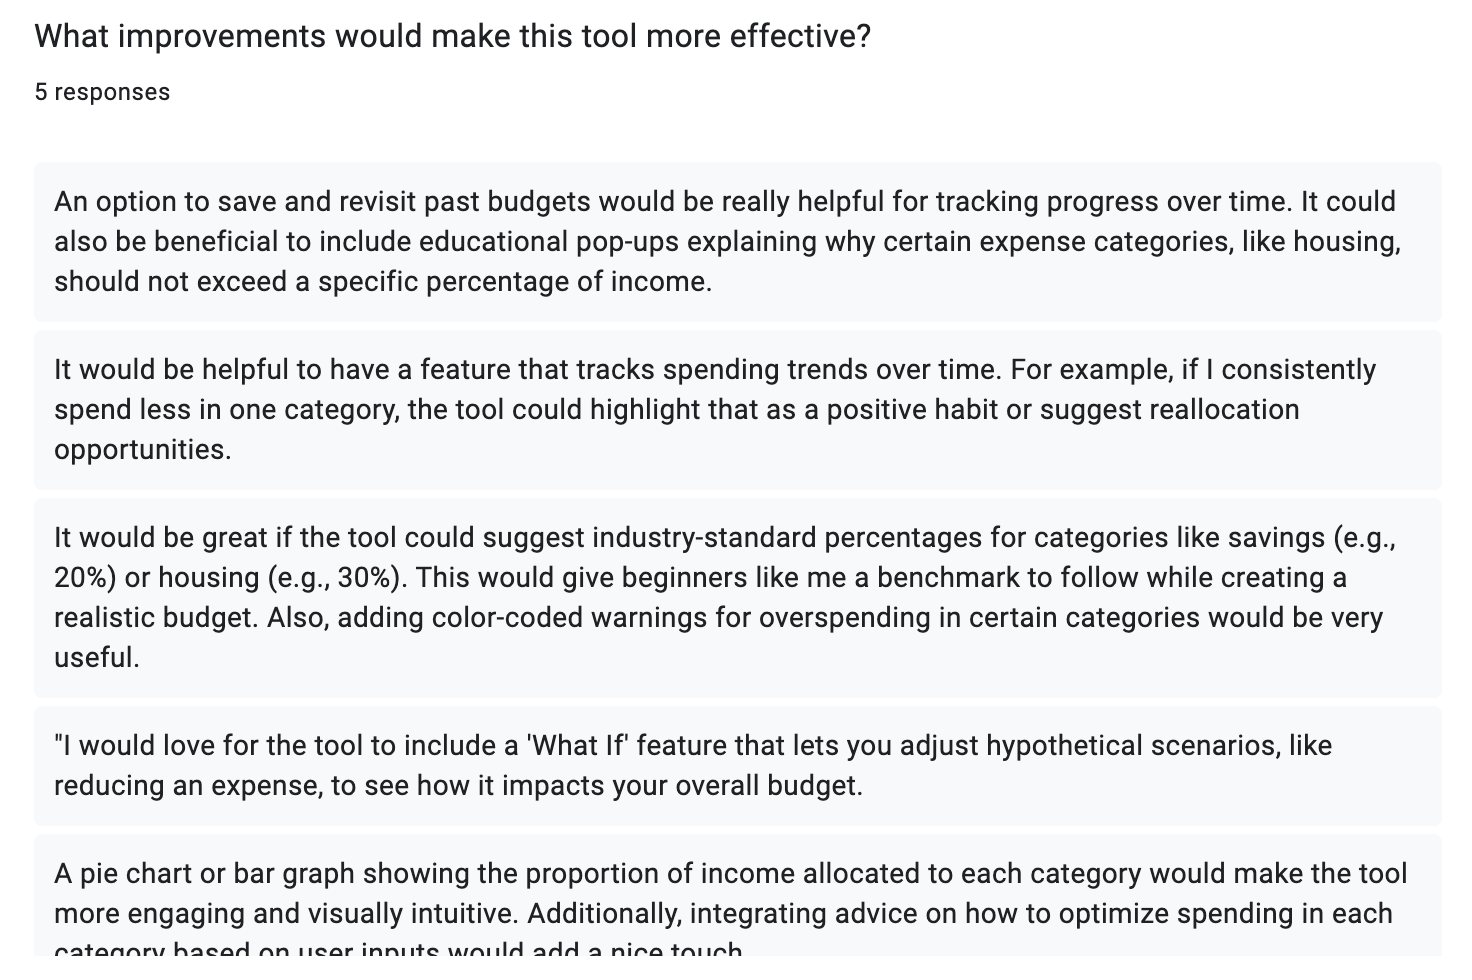 What improvements would make this tool more effective?
5 responses
An option to save and revisit past budgets would be really helpful for tracking progress over time. It could
also be beneficial to include educational pop-ups explaining why certain expense categories, like housing,
should not exceed a specific percentage of income.
It would be helpful to have a feature that tracks spending trends over time. For example, if I consistently
spend less in one category, the tool could highlight that as a positive habit or suggest reallocation
opportunities.
It would be great if the tool could suggest industry-standard percentages for categories like savings (e.g.,
20%) or housing (e.g., 30%). This would give beginners like me a benchmark to follow while creating a
realistic budget. Also, adding color-coded warnings for overspending in certain categories would be very
useful.
"I would love for the tool to include a 'What If' feature that lets you adjust hypothetical scenarios, like
reducing an expense, to see how it impacts your overall budget.
A pie chart or bar graph showing the proportion of income allocated to each category would make the tool
more engaging and visually intuitive. Additionally, integrating advice on how to optimize spending in each
category based on user inputs would add a nice touch